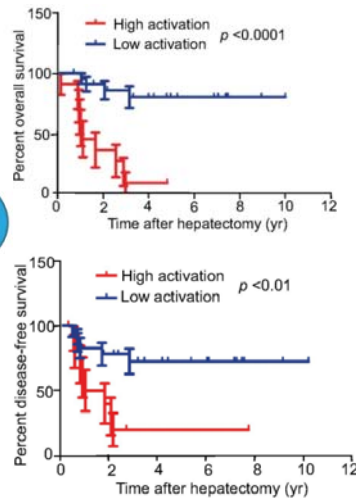 150
High activation
Low activation
p <0.0001
100
50
0
0 2 4 6 8 10 12
Percent overall survival
Time after hepatectomy (yr)
150
High activation
Low activation
p <0.01
100
50
0
0 2 4 6 8 10 12
Percent disease-free survival
Time after hepatectomy (yr)